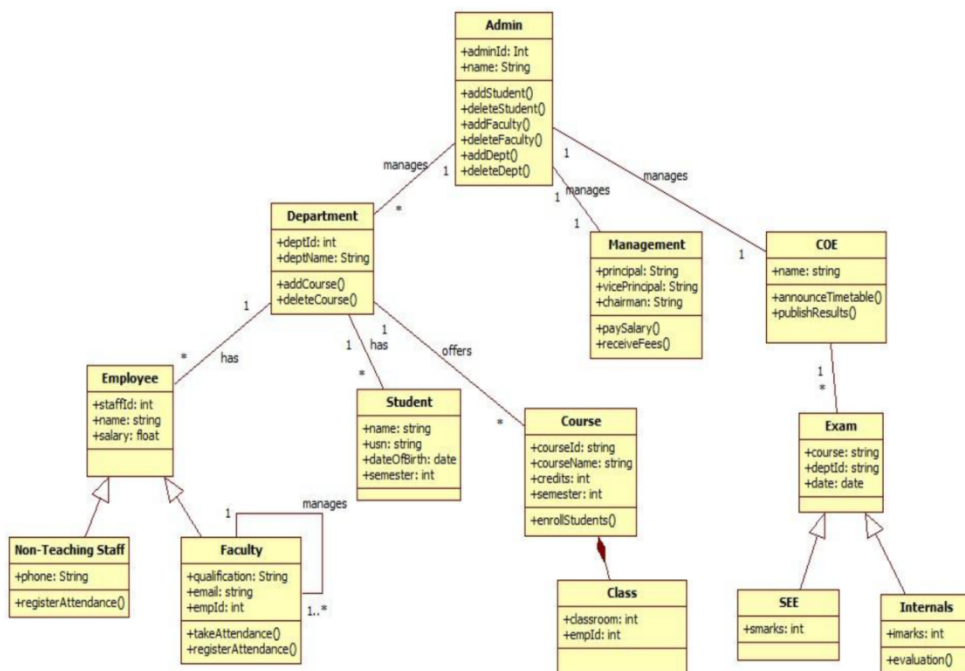 Admin
+adminId: Int
+name: String
+addStudent()
+deleteStudent()
+addFaculty()
+deleteFaculty()
+addDept()
+deleteDept()
manages
1
*
1
manages
1
1
1
manages
1
Department
+deptId: int
+deptName: String
+addCourse()
+deleteCourse()
Management
+principal: String
+vicePrincipal: String
+chairman: String
+paySalary()
+receiveFees()
COE
+name: string
+announceTimetable()
+publishResults()
1
has
*
1
has
1
*
1
offers
*
1
*
Employee
+staffId: int
+name: string
+salary: float
Student
+name: string
+usn: string
+dateOfBirth: date
+semester: int
Course
+courseId: string
+courseName: string
+credits: int
+semester: int
+enrollStudents()
Exam
+course: string
+deptId: string
+date: date
Non-Teaching Staff
+phone: String
+registerAttendance()
Faculty
+qualification: String
+email: string
+empId: int
+takeAttendance()
+registerAttendance()
1
manages
1..*
Class
+classroom: int
+empId: int
SEE
+smarks: int
Internals
+imarks: int
+evaluation()